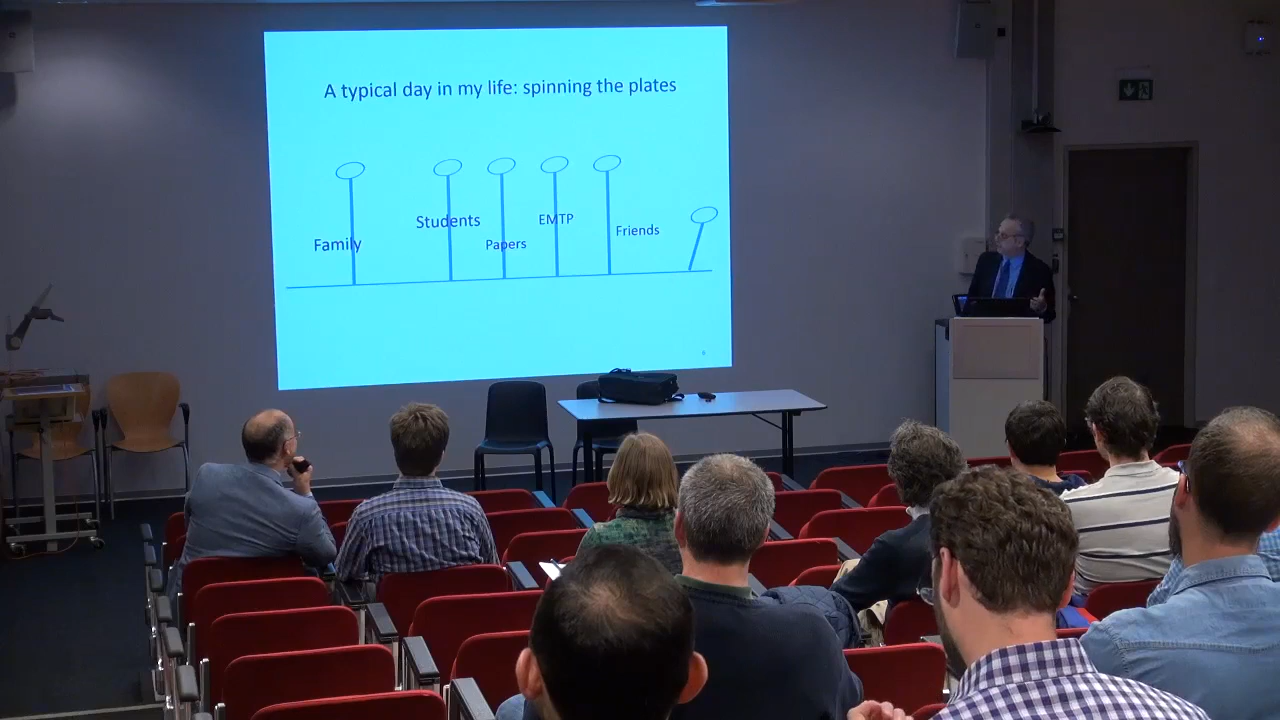 A typical day in my life: spinning the plates
Family
Students
Papers
EMTP
Friends